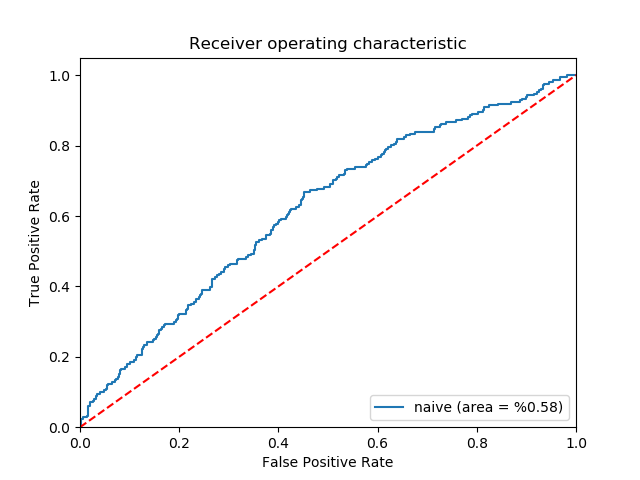 Receiver operating characteristic
True Positive Rate
1.0
0.8
0.6
0.4
0.2
0.0
0.0 0.2 0.4 0.6 0.8 1.0
False Positive Rate
naive (area = %0.58)